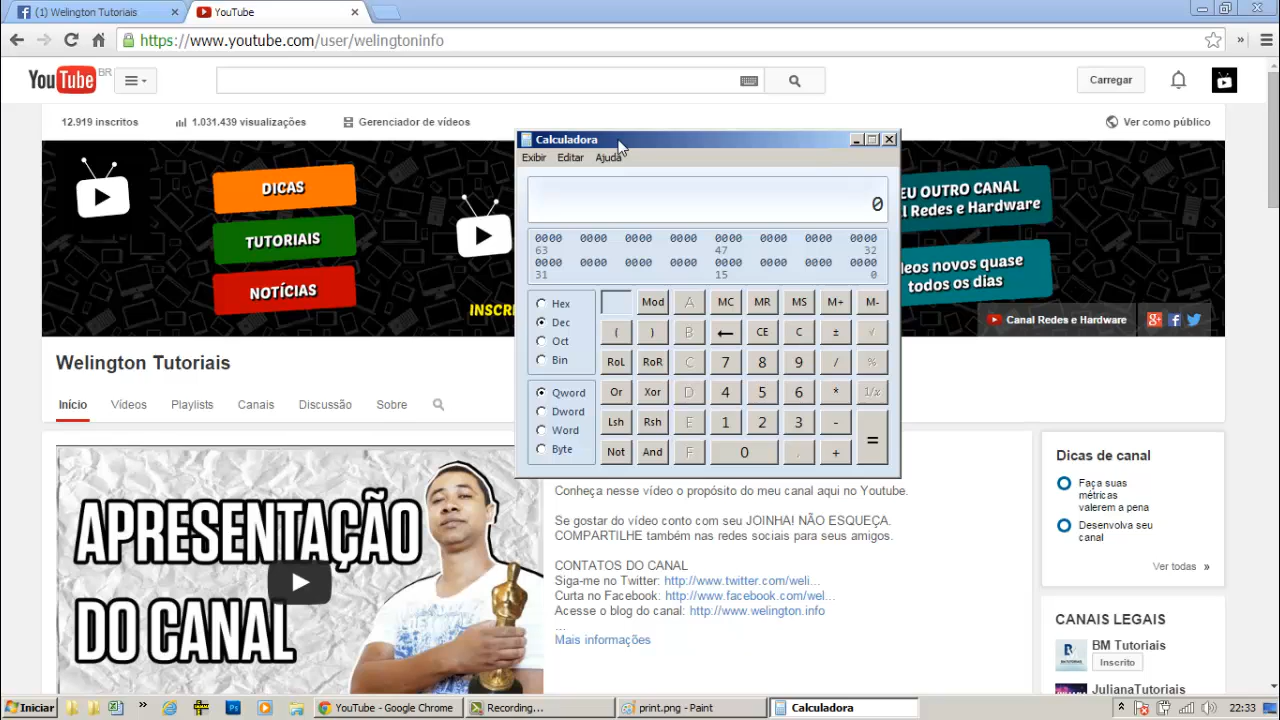 (1) Welington Tutoriais
YouTube
https://www.youtube.com/user/welingtoninfo
YouTube BR
Carregar
12.919 inscritos
1.031.439 visualizações
Gerenciador de vídeos
Ver como público
DICAS
TUTORIAIS
NOTÍCIAS
INSCR
EU OUTRO CANAL
al Redes e Hardware
deos novos quase
todos os dias
Canal Redes e Hardware
Calculadora
Exibir Editar Ajuda
0
0000 0000 0000 0000 0000 0000 0000 0000
63 47 32
0000 0000 0000 0000 0000 0000 0000 0000
31 15 0
Hex
Dec
Oct
Bin
Qword
Dword
Word
Byte
Mod A MC MR MS M+ M-
( ) B ← CE C ± √
RoL RoR C 7 8 9 / %
Or Xor D 4 5 6 * 1/x
Lsh Rsh E 1 2 3 - =
Not And F 0 . +
Welington Tutoriais
Início Vídeos Playlists Canais Discussão Sobre
APRESENTAÇÃO
DO CANAL
Conheça nesse vídeo o propósito do meu canal aqui no Youtube.
Se gostar do vídeo conto com seu JOINHA! NÃO ESQUEÇA.
COMPARTILHE também nas redes sociais para seus amigos.
CONTATOS DO CANAL
Siga-me no Twitter: http://www.twitter.com/weli...
Curta no Facebook: http://www.facebook.com/wel...
Acesse o blog do canal: http://www.welington.info
...
Mais informações
Dicas de canal
Faça suas
métricas
valerem a pena
Desenvolva seu
canal
Ver todas »
CANAIS LEGAIS
BM Tutoriais
Inscrito
JulianaTutoriais
Iniciar
YouTube - Google Chrome
Recording...
print.png - Paint
Calculadora
22:33